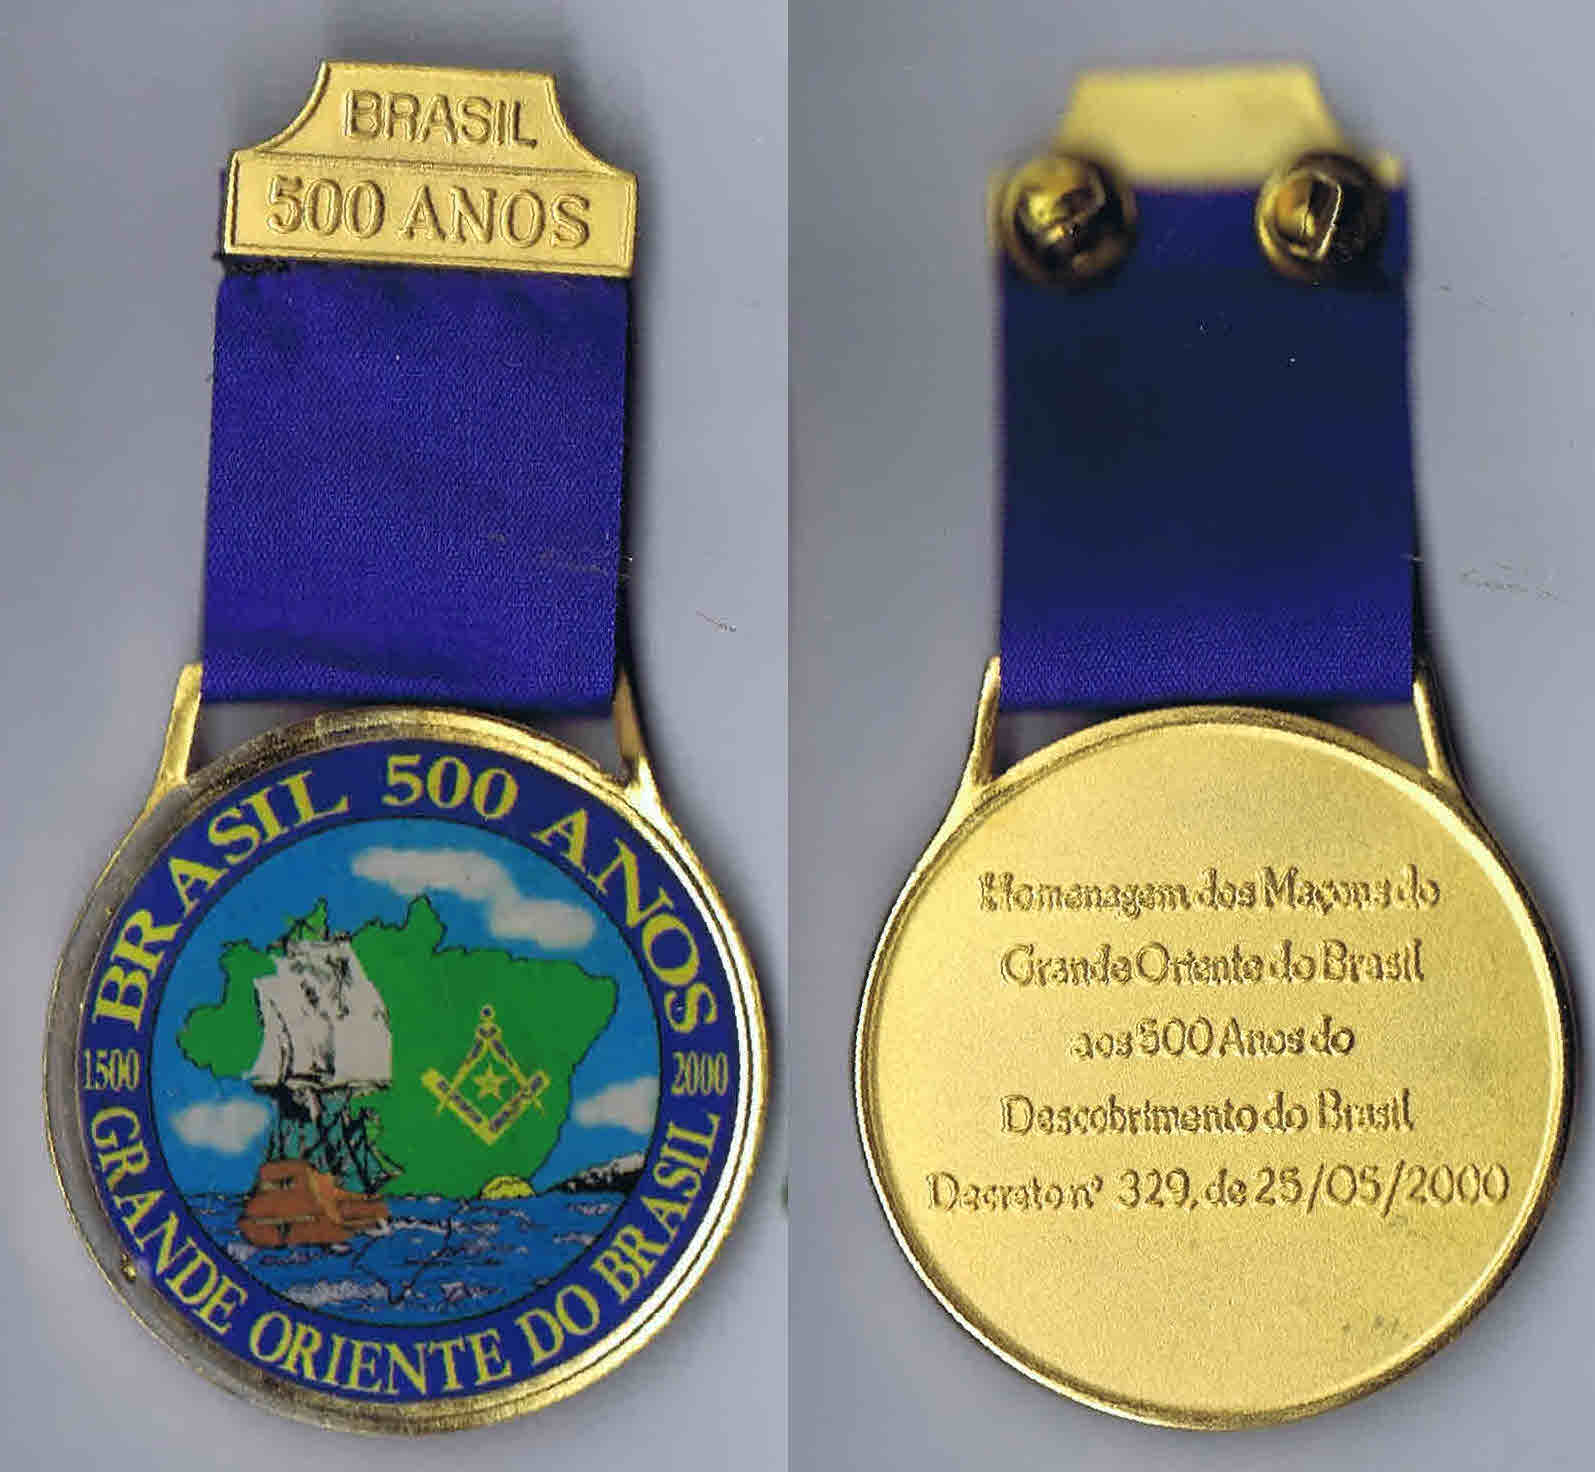 BRASIL
500 ANOS
BRASIL 500 ANOS
1500
2000
GRANDE ORIENTE DO BRASIL
Homenagem dos Maçons do
Grande Oriente do Brasil
aos 500 Anos do
Descobrimento do Brasil
Decreto nº 329, de 25/05/2000